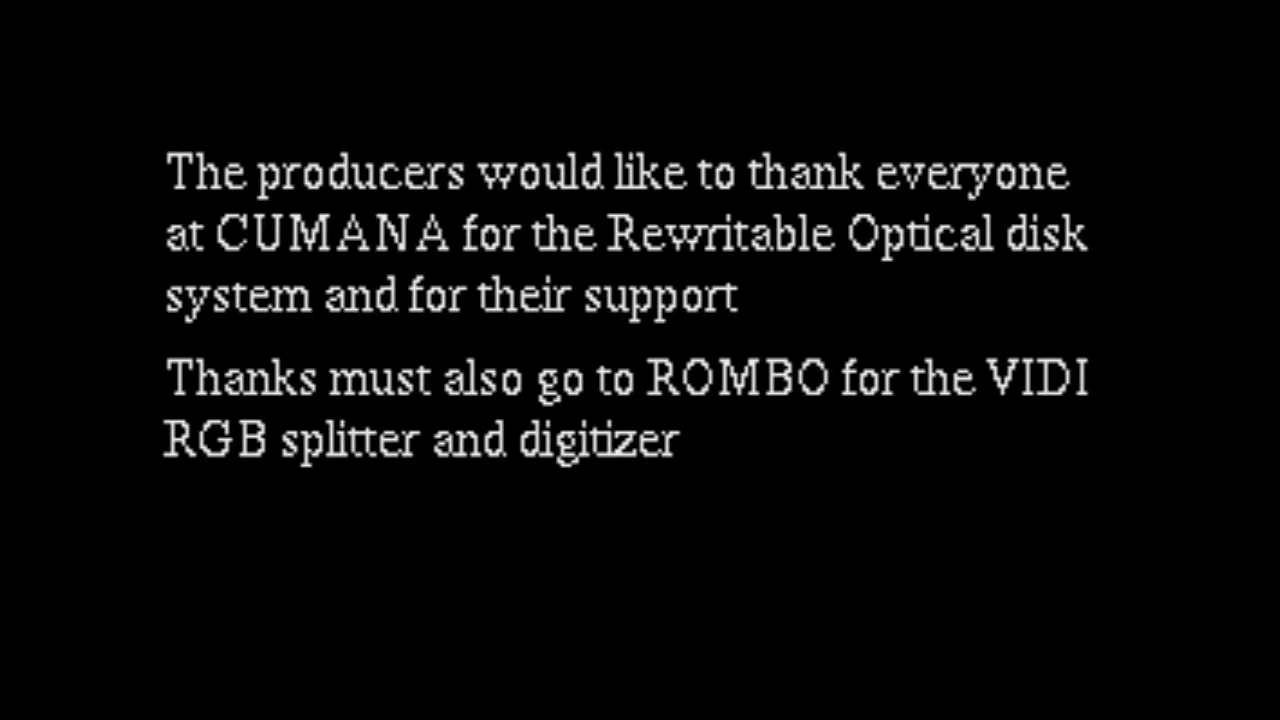 The producers would like to thank everyone
at CUMANA for the Rewritable Optical disk
system and for their support
Thanks must also go to ROMBO for the VIDI
RGB splitter and digitizer